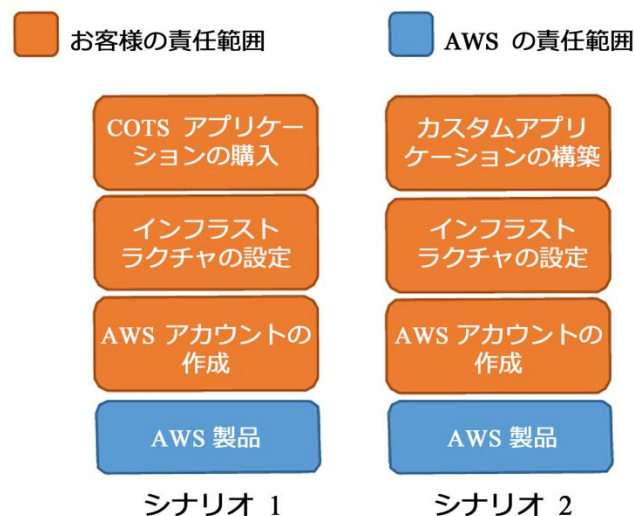 お客様の責任範囲
AWS の責任範囲
COTS アプリケー
ションの購入
インフラスト
ラクチャの設定
AWS アカウントの
作成
AWS 製品
シナリオ 1
カスタムアプリ
ケーションの構築
インフラスト
ラクチャの設定
AWS アカウントの
作成
AWS 製品
シナリオ 2